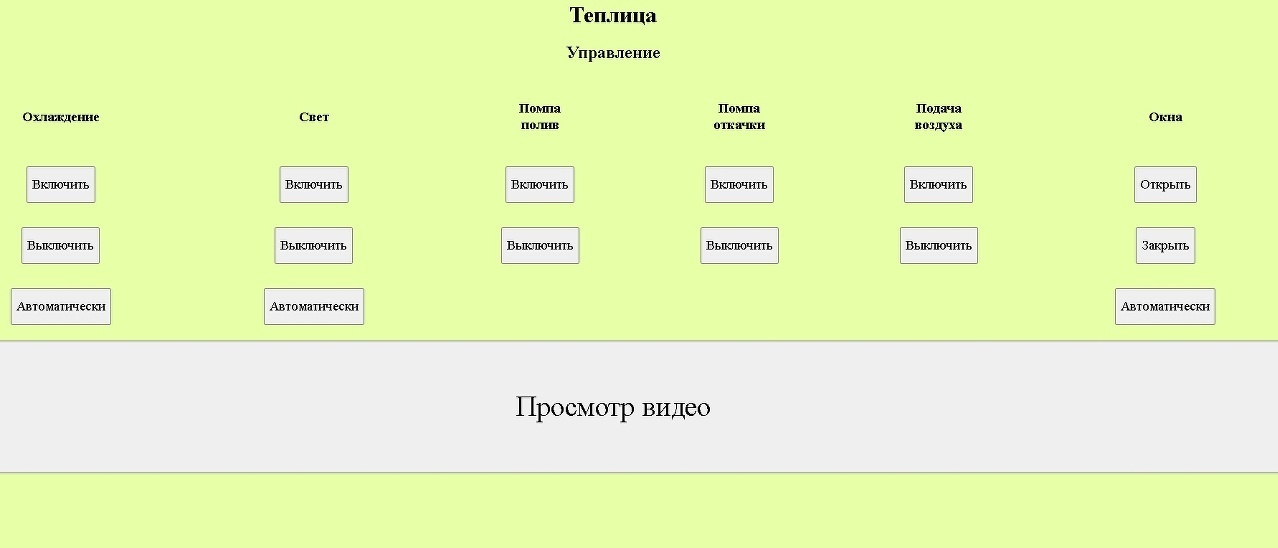 Теплица
Управление
Охлаждение
Свет
Помпа
полив
Помпа
откачки
Подача
воздуха
Окна
Включить
Включить
Включить
Включить
Включить
Открыть
Выключить
Выключить
Выключить
Выключить
Выключить
Закрыть
Автоматически
Автоматически
Автоматически
Просмотр видео